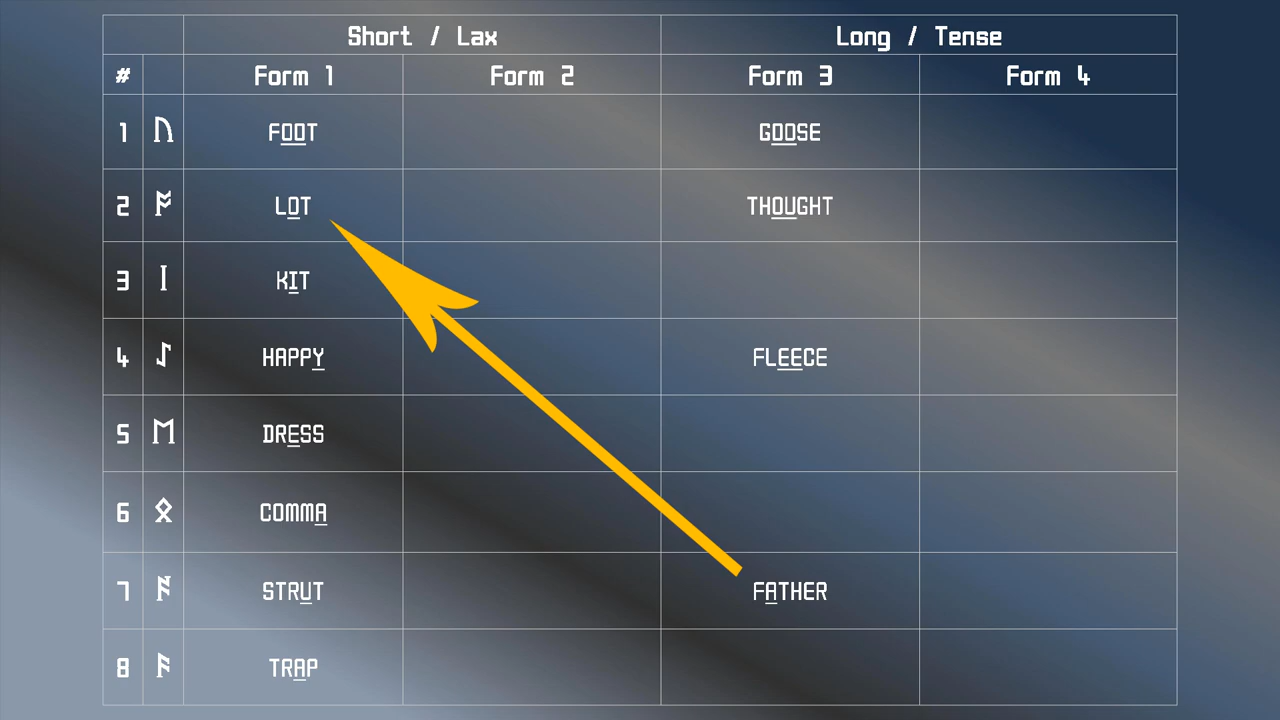 Short / Lax Long / Tense
# Form 1 Form 2 Form 3 Form 4
1 ᚢ FOOT GOOSE
2 ᚩ LOT THOUGHT
3 ᛁ KIT
4 ᛇ HAPPY FLEECE
5 ᛖ DRESS
6 ᛟ COMMA
7 ᚪ STRUT FATHER
8 ᚫ TRAP